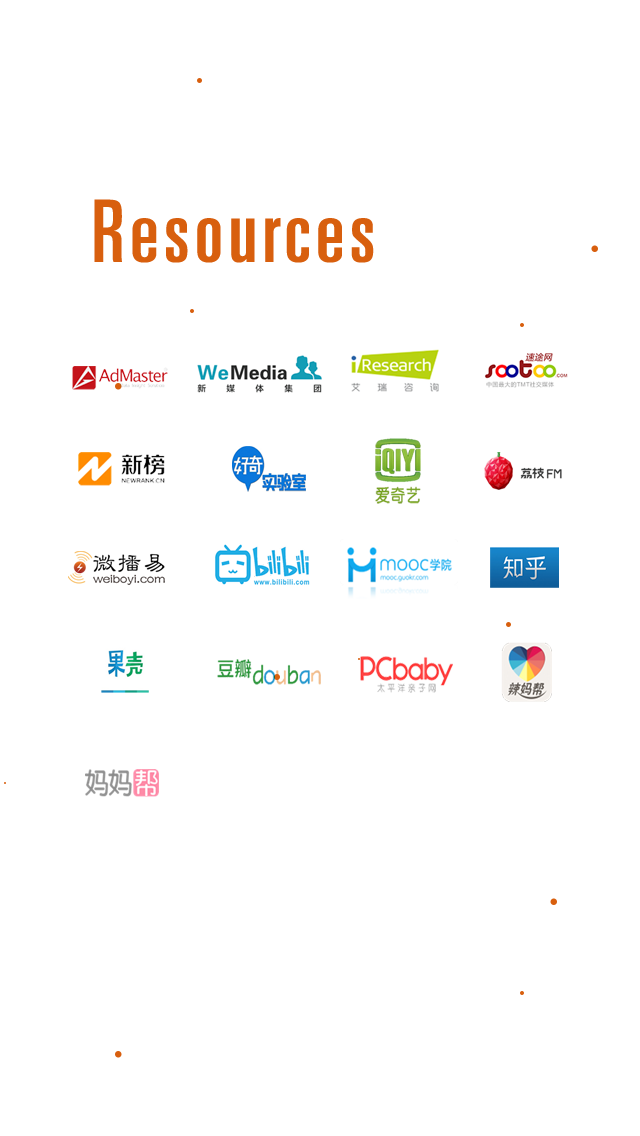 Resources
AdMaster
WeMedia
新媒体集团
iResearch
艾瑞咨询
速途网
sootoo.COM
中国最大的TMT社交媒体
新榜
NEWRANK.CN
好奇
实验室
iQIYI
爱奇艺
荔枝FM
微播易
weiboyi.com
bilibili
www.bilibili.com
mooc学院
mooc.guokr.com
知乎
果壳
豆瓣douban
PCbaby
太平洋亲子网
辣妈帮
妈妈帮